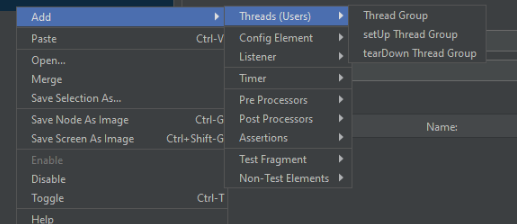 Add
Paste Ctrl-V
Open...
Merge
Save Selection As...
Save Node As Image Ctrl-G
Save Screen As Image Ctrl+Shift-G
Enable
Disable
Toggle Ctrl-T
Help
Threads (Users)
Config Element
Listener
Timer
Pre Processors
Post Processors
Assertions
Test Fragment
Non-Test Elements
Thread Group
setUp Thread Group
tearDown Thread Group
Name: